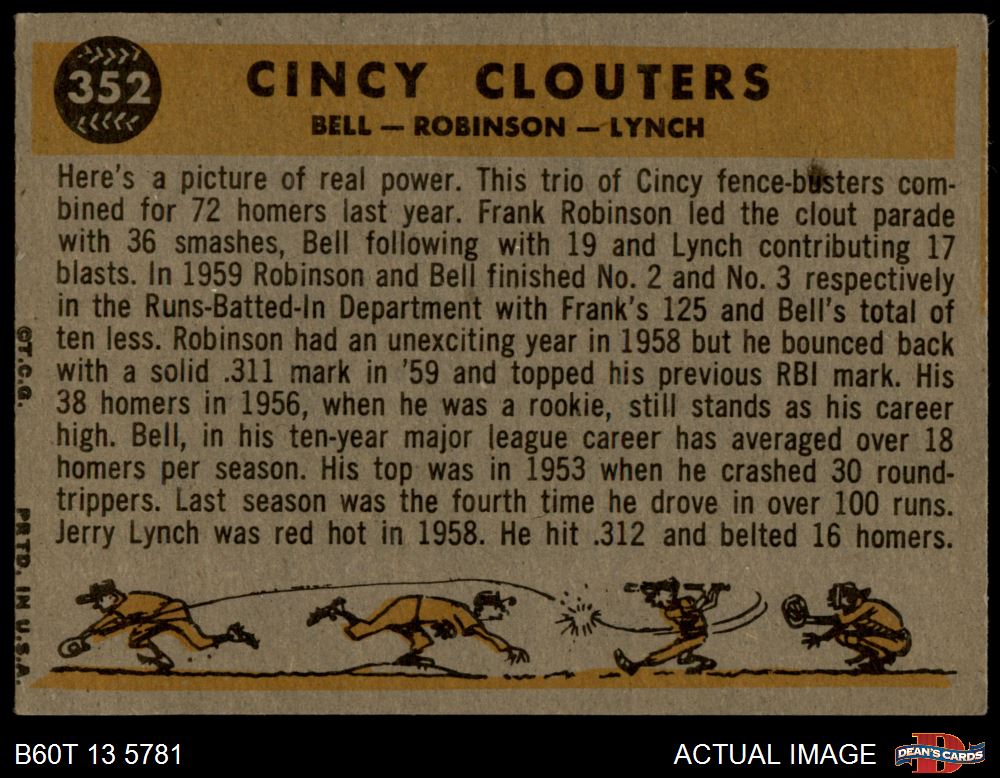 352
CINCY CLOUTERS
BELL — ROBINSON — LYNCH
Here's a picture of real power. This trio of Cincy fence-busters com-
bined for 72 homers last year. Frank Robinson led the clout parade
with 36 smashes, Bell following with 19 and Lynch contributing 17
blasts. In 1959 Robinson and Bell finished No. 2 and No. 3 respectively
in the Runs-Batted-In Department with Frank's 125 and Bell's total of
ten less. Robinson had an unexciting year in 1958 but he bounced back
with a solid .311 mark in '59 and topped his previous RBI mark. His
38 homers in 1956, when he was a rookie, still stands as his career
high. Bell, in his ten-year major league career has averaged over 18
homers per season. His top was in 1953 when he crashed 30 round-
trippers. Last season was the fourth time he drove in over 100 runs.
Jerry Lynch was red hot in 1958. He hit .312 and belted 16 homers.
©T.C.G.
PRTD. IN U.S.A.
B60T 13 5781
ACTUAL IMAGE
DEAN'S CARDS